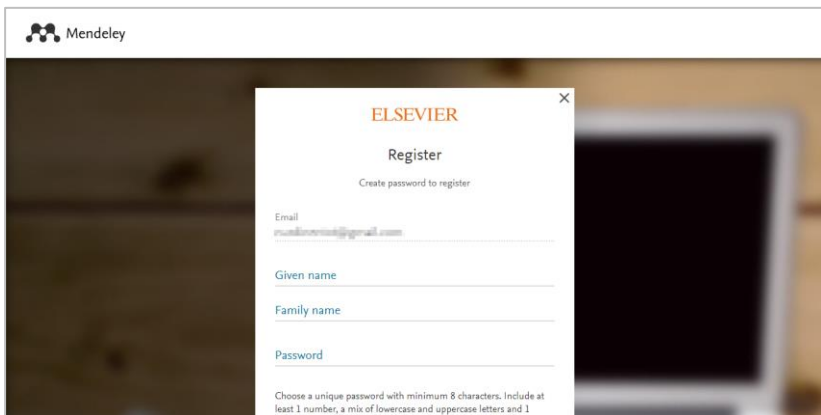 Mendeley
ELSEVIER
Register
Create password to register
Email
Given name
Family name
Password
Choose a unique password with minimum 8 characters. Include at
least 1 number, a mix of lowercase and uppercase letters and 1